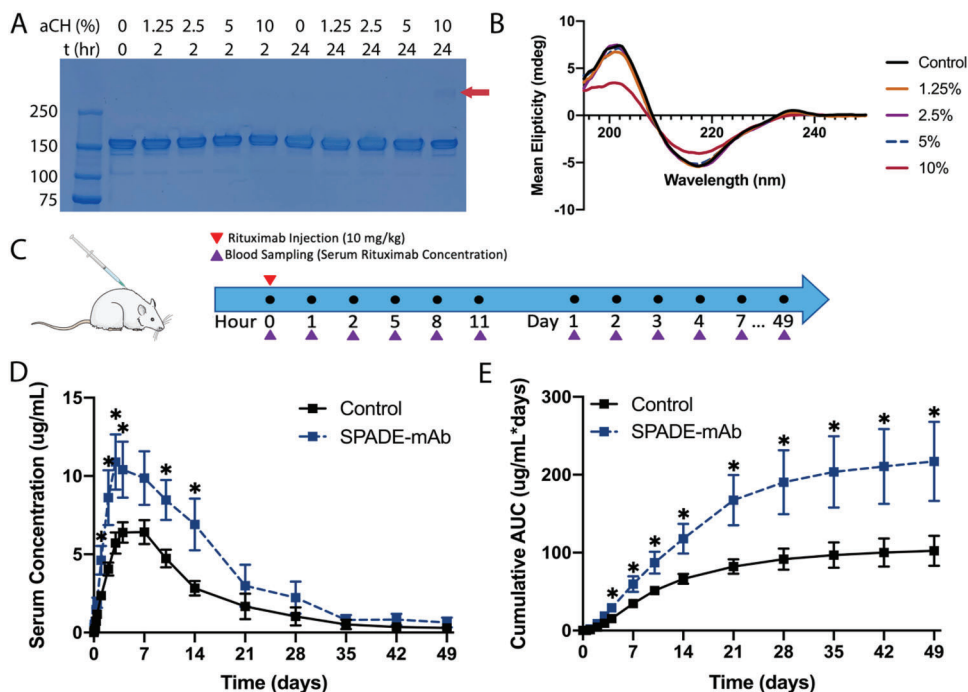 A
aCH (%) 0 1.25 2.5 5 10 0 1.25 2.5 5 10
t (hr) 0 2 2 2 2 24 24 24 24 24
250
150
100
75
B
Mean Ellipticity (mdeg)
10
5
0
-5
-10
200 220 240
Wavelength (nm)
Control
1.25%
2.5%
5%
10%
C
Rituximab Injection (10 mg/kg)
Blood Sampling (Serum Rituximab Concentration)
Hour 0 1 2 5 8 11 Day 1 2 3 4 7 ... 49
D
Serum Concentration (ug/mL)
15
10
5
0
0 7 14 21 28 35 42 49
Time (days)
Control
SPADE-mAb
* * * * * *
E
Cumulative AUC (ug/mL*days)
300
200
100
0
0 7 14 21 28 35 42 49
Time (days)
Control
SPADE-mAb
* * * * * * * * *